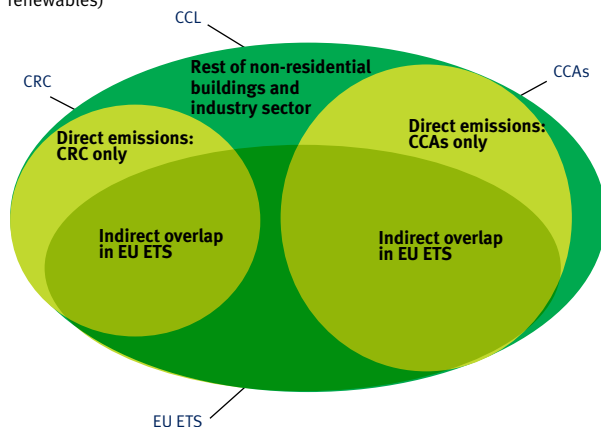 renewables)
CCL
CRC
CCAs
Rest of non-residential
buildings and
industry sector
Direct emissions:
CRC only
Direct emissions:
CCAs only
Indirect overlap
in EU ETS
Indirect overlap
in EU ETS
EU ETS